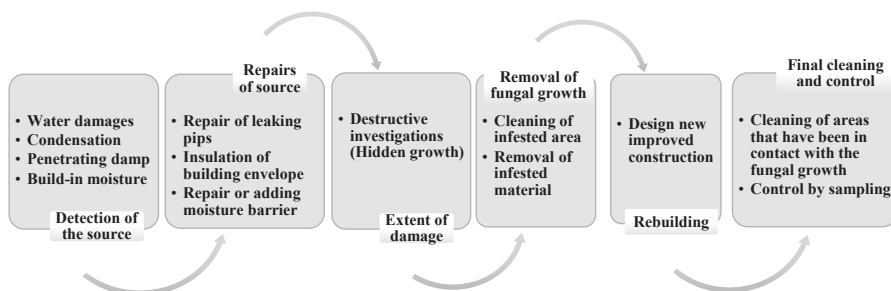 • Water damages
• Condensation
• Penetrating damp
• Build-in moisture
Detection of
the source
Repairs
of source
• Repair of leaking
pips
• Insulation of
building envelope
• Repair or adding
moisture barrier
• Destructive
investigations
(Hidden growth)
Extent of
damage
Removal of
fungal growth
• Cleaning of
infested area
• Removal of
infested
material
• Design new
improved
construction
Rebuilding
Final cleaning
and control
• Cleaning of areas
that have been in
contact with the
fungal growth
• Control by sampling